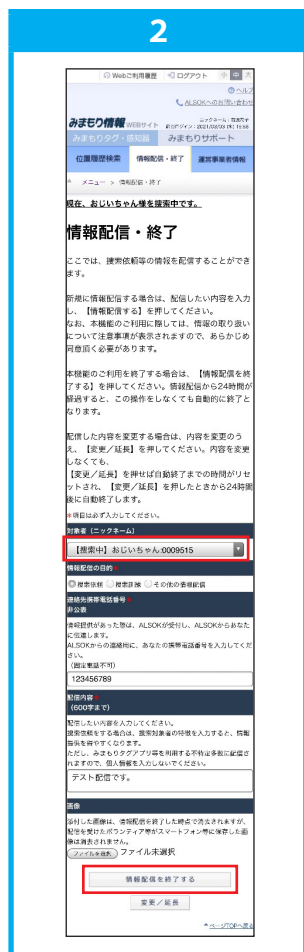 2
Webご利用履歴 ログアウト 小 中 大
ヘルプ
ALSOKへのお問い合わせ
みまもり情報 WEBサイト
みまもりタグ・感知器 みまもりサポート
位置履歴検索 情報配信・終了 運営事業者情報
メニュー > 情報配信・終了
現在、おじいちゃん様を捜索中です。
情報配信・終了
ここでは、捜索依頼等の情報を配信することができ
ます。
新規に情報配信する場合は、配信したい内容を入力
し、【情報配信する】を押してください。
なお、本機能のご利用に際しては、情報の取り扱い
について注意事項が表示されますので、あらかじめ
同意頂く必要があります。
本機能のご利用を終了する場合は、【情報配信を終
了する】を押してください。情報配信から24時間が
経過すると、この操作をしなくても自動的に終了と
なります。
配信した内容を変更する場合は、内容を変更のう
え、【変更／延長】を押してください。内容を変更
しなくても、
【変更／延長】を押せば自動終了までの時間がリセ
ットされ、【変更／延長】を押したときから24時間
後に自動終了します。
*項目は必ず入力してください。
対象者（ニックネーム）
【捜索中】おじいちゃん:0009515
情報配信の目的*
捜索依頼 捜索訓練 その他の情報配信
連絡先携帯電話番号*
非公表
情報提供があった際は、ALSOKが受付し、ALSOKからあなた
に伝達します。
ALSOKからの連絡用に、あなたの携帯電話番号を入力してくだ
さい。
（固定電話不可）
123456789
配信内容*
（600字まで）
配信したい内容を入力してください。
捜索依頼をする場合は、捜索対象者の特徴を入力すると、情報
提供を得やすくなります。
ただし、みまもりタグアプリ等を利用する不特定多数に配信さ
れますので、個人情報を入力しないでください。
テスト配信です。
画像
添付した画像は、情報配信を終了した時点で消去されますが、
配信を受けたボランティア等がスマートフォン等に保存した画
像は消去されません。
ファイルを選択 ファイル未選択
情報配信を終了する
変更／延長
ページTOPへ戻る